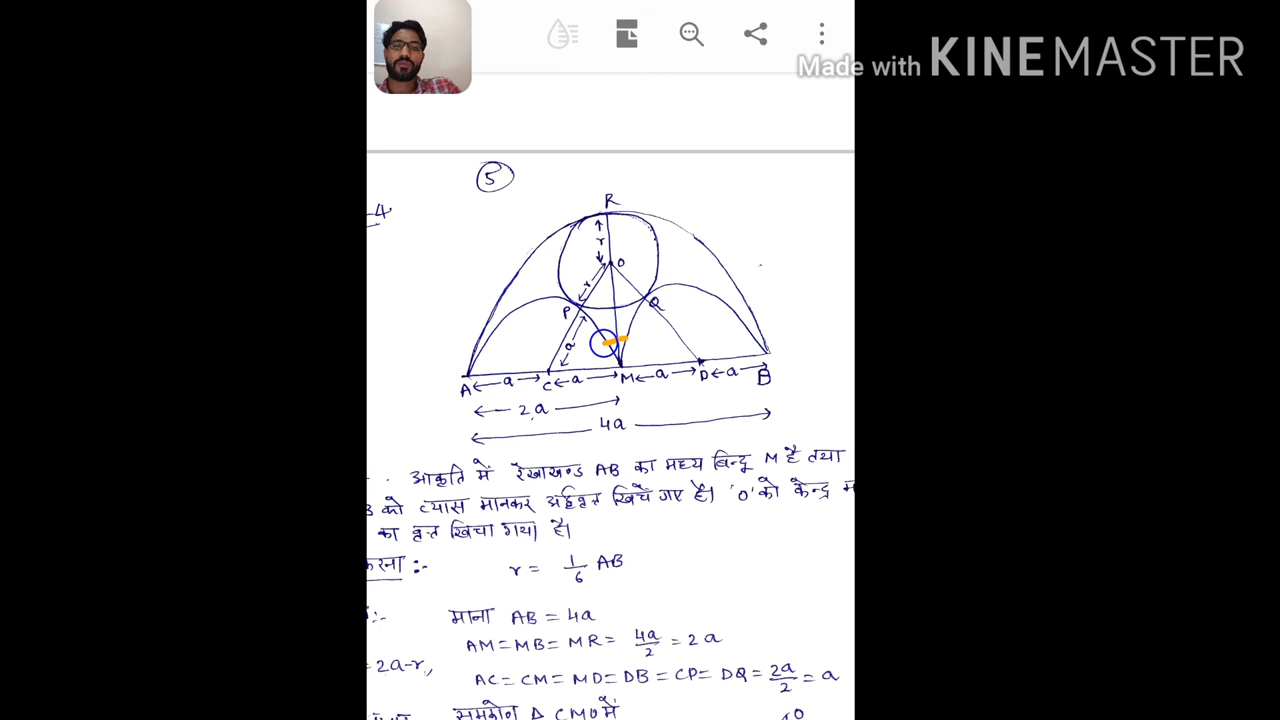 Made with KINEMASTER
5
-4
R
r
O
r
P Q
a
A a C a M a D a B
2a
4a
आकृति में रेखाखण्ड AB का मध्य बिन्दू M है तथा
B को व्यास मानकर अर्द्धवृत्त खिचें गए है। 'O' को केन्द्र म
का वृत्त खिचा गया है।
करना :- r = 1/6 AB
:- माना AB = 4a
AM = MB = MR = 4a/2 = 2a
= 2a-r,
AC = CM = MD = DB = CP = DQ = 2a/2 = a
समकोण Δ CMO में